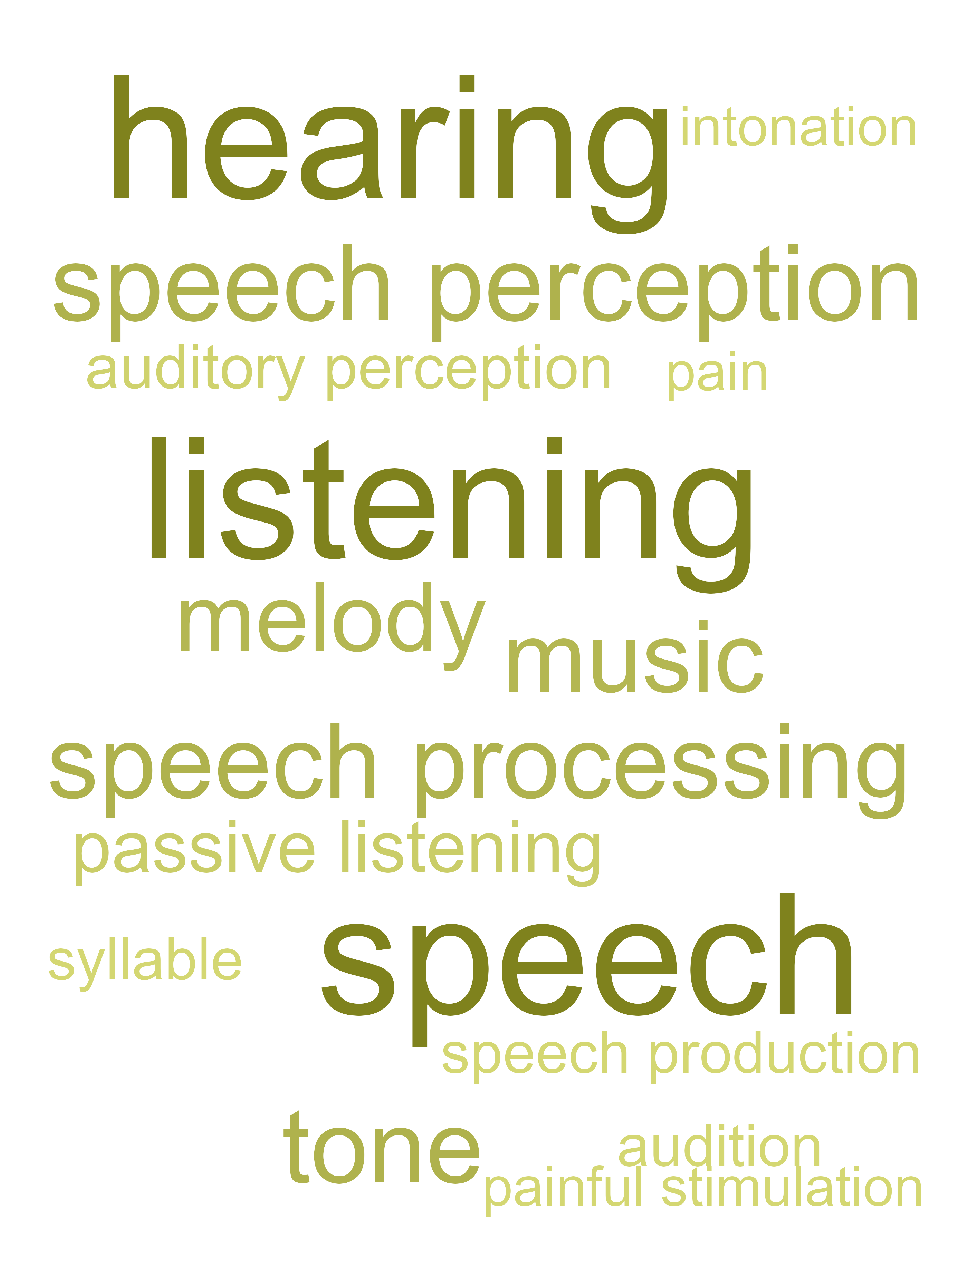 hearing
intonation
speech perception
auditory perception
pain
listening
melody
music
speech processing
passive listening
speech
syllable
speech production
tone
audition
painful stimulation